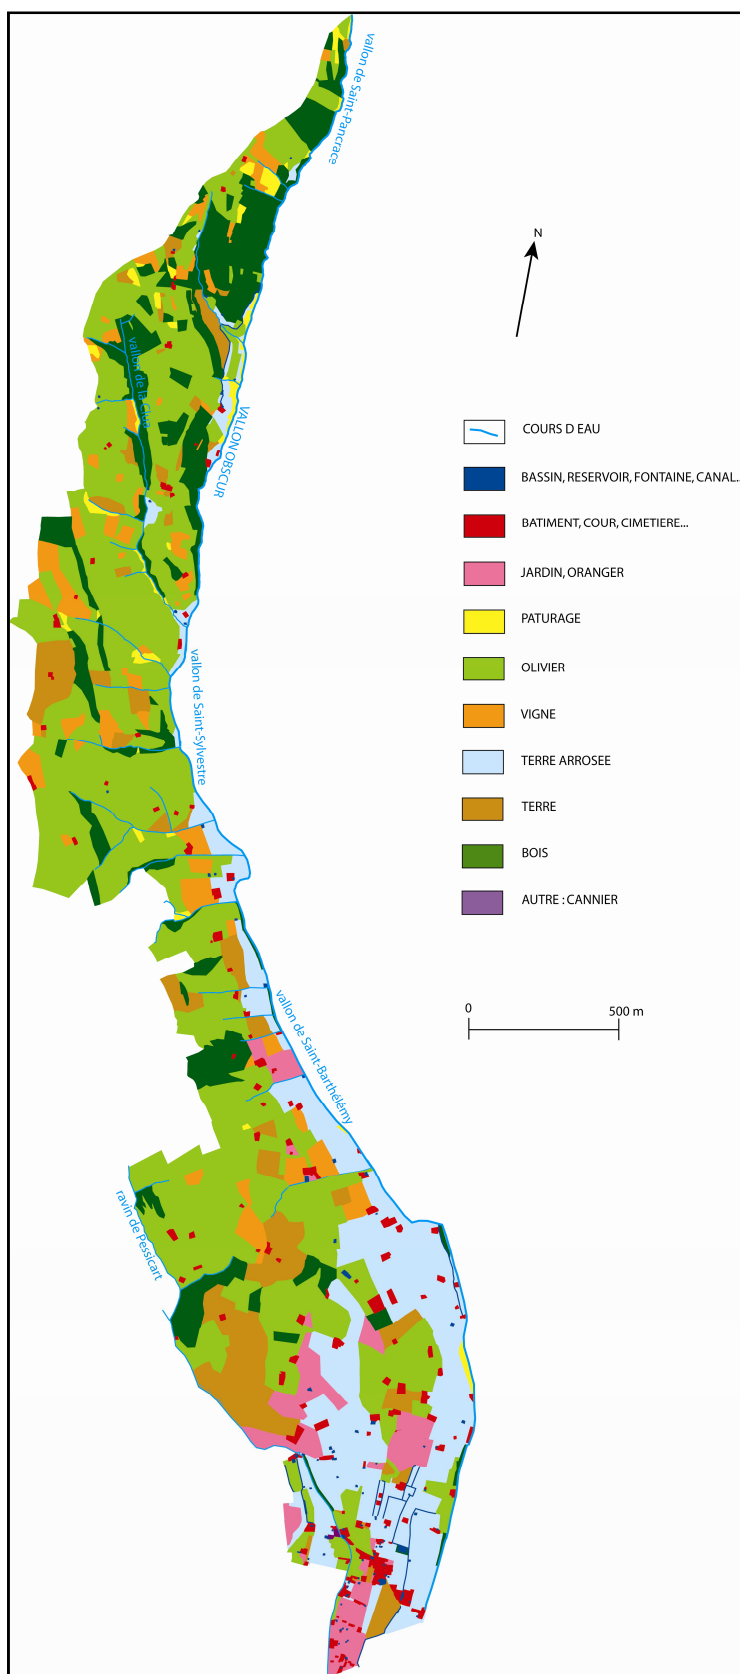 vallon de Saint-Pancrace
N
vallon de la Clua
VALLON OBSCUR
COURS D EAU
BASSIN, RESERVOIR, FONTAINE, CANAL..
BATIMENT, COUR, CIMETIERE...
JARDIN, ORANGER
PATURAGE
OLIVIER
vallon de Saint-Sylvestre
VIGNE
TERRE ARROSEE
TERRE
BOIS
AUTRE : CANNIER
vallon de Saint-Barthélémy
0
500 m
ravin de Pessicart